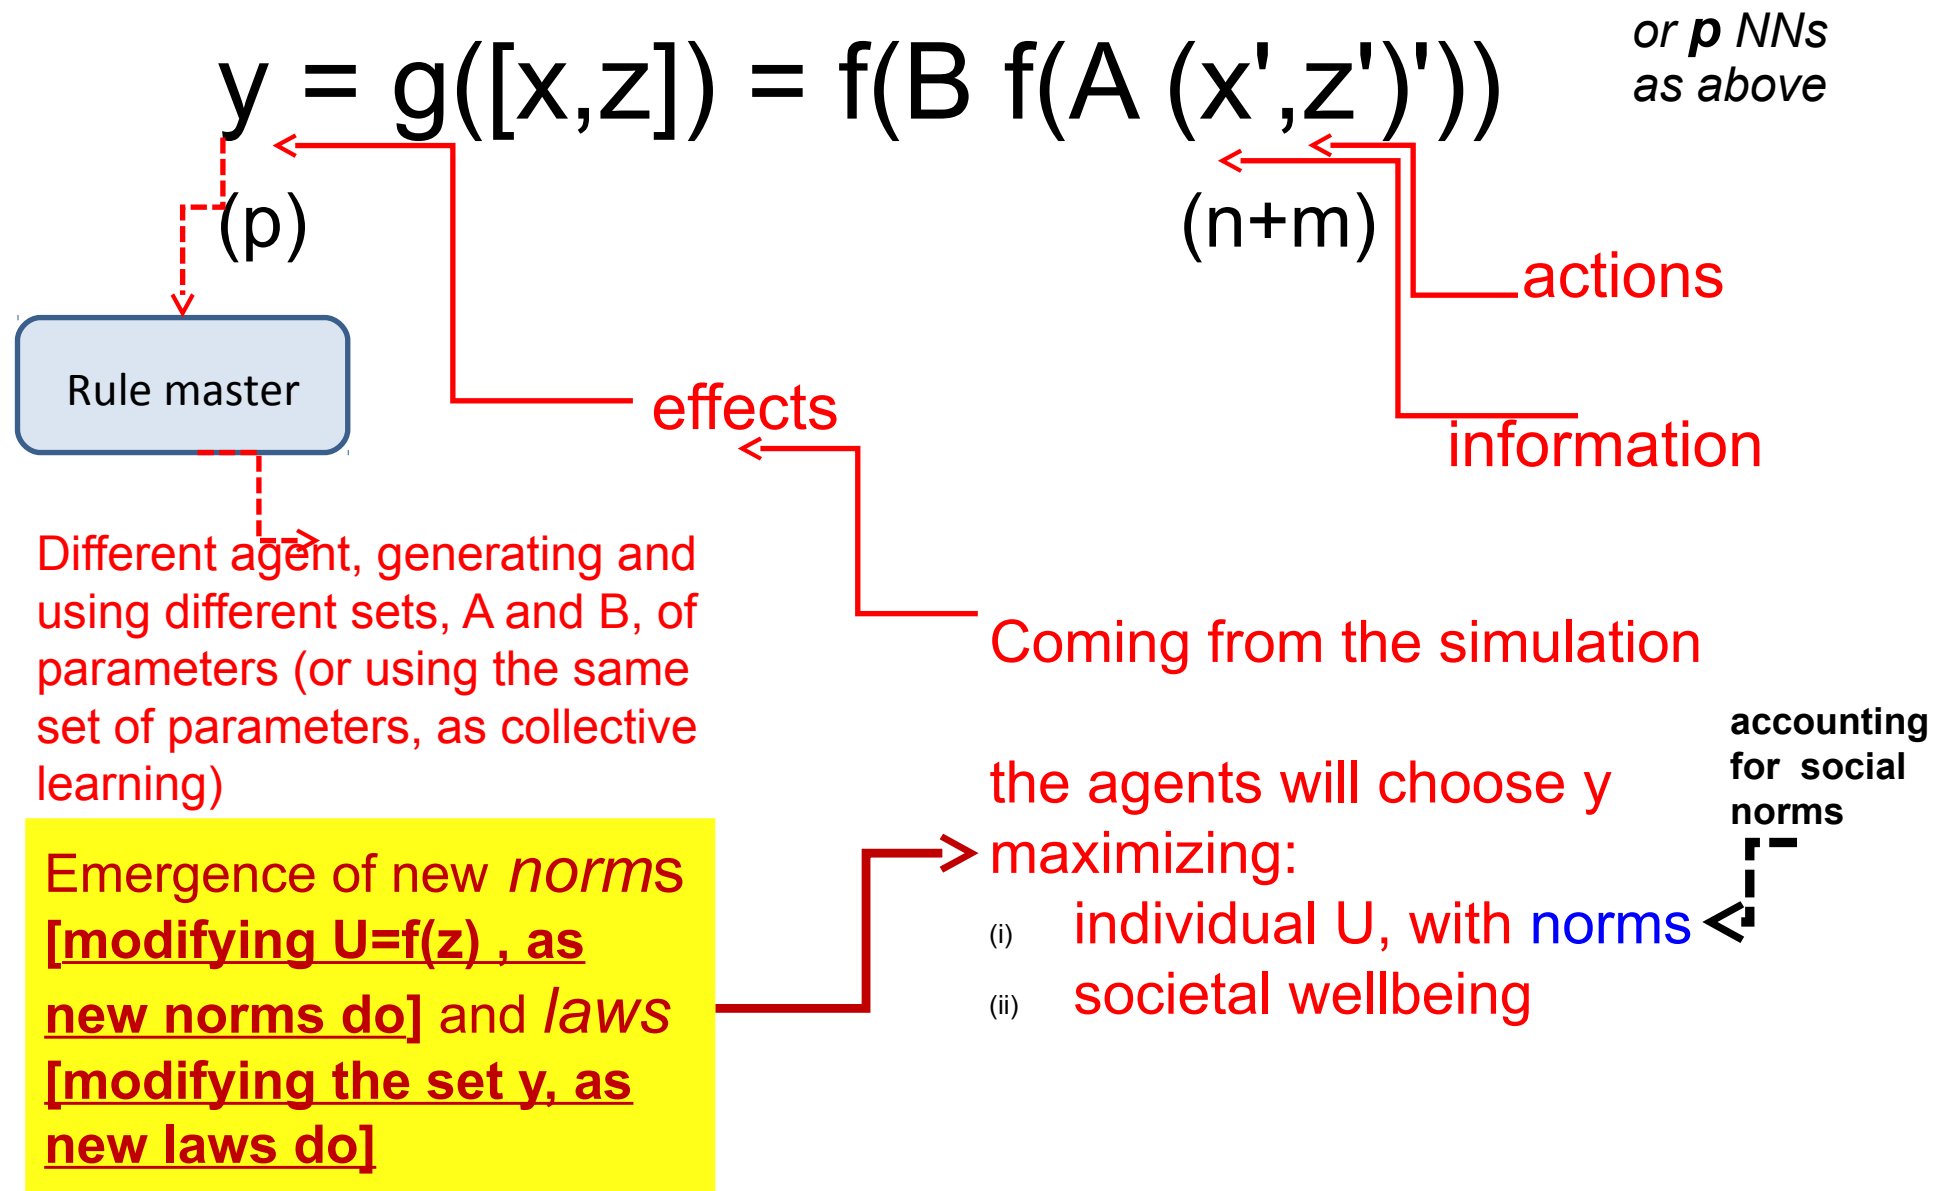 y = g([x,z]) = f(B f(A (x',z')'))
or p NNs
as above
(p)
(n+m)
actions
Rule master
effects
information
Different agent, generating and
using different sets, A and B, of
parameters (or using the same
set of parameters, as collective
learning)
Coming from the simulation
accounting
for social
norms
the agents will choose y
maximizing:
(i) individual U, with norms
(ii) societal wellbeing
Emergence of new norms
[modifying U=f(z) , as
new norms do] and laws
[modifying the set y, as
new laws do]